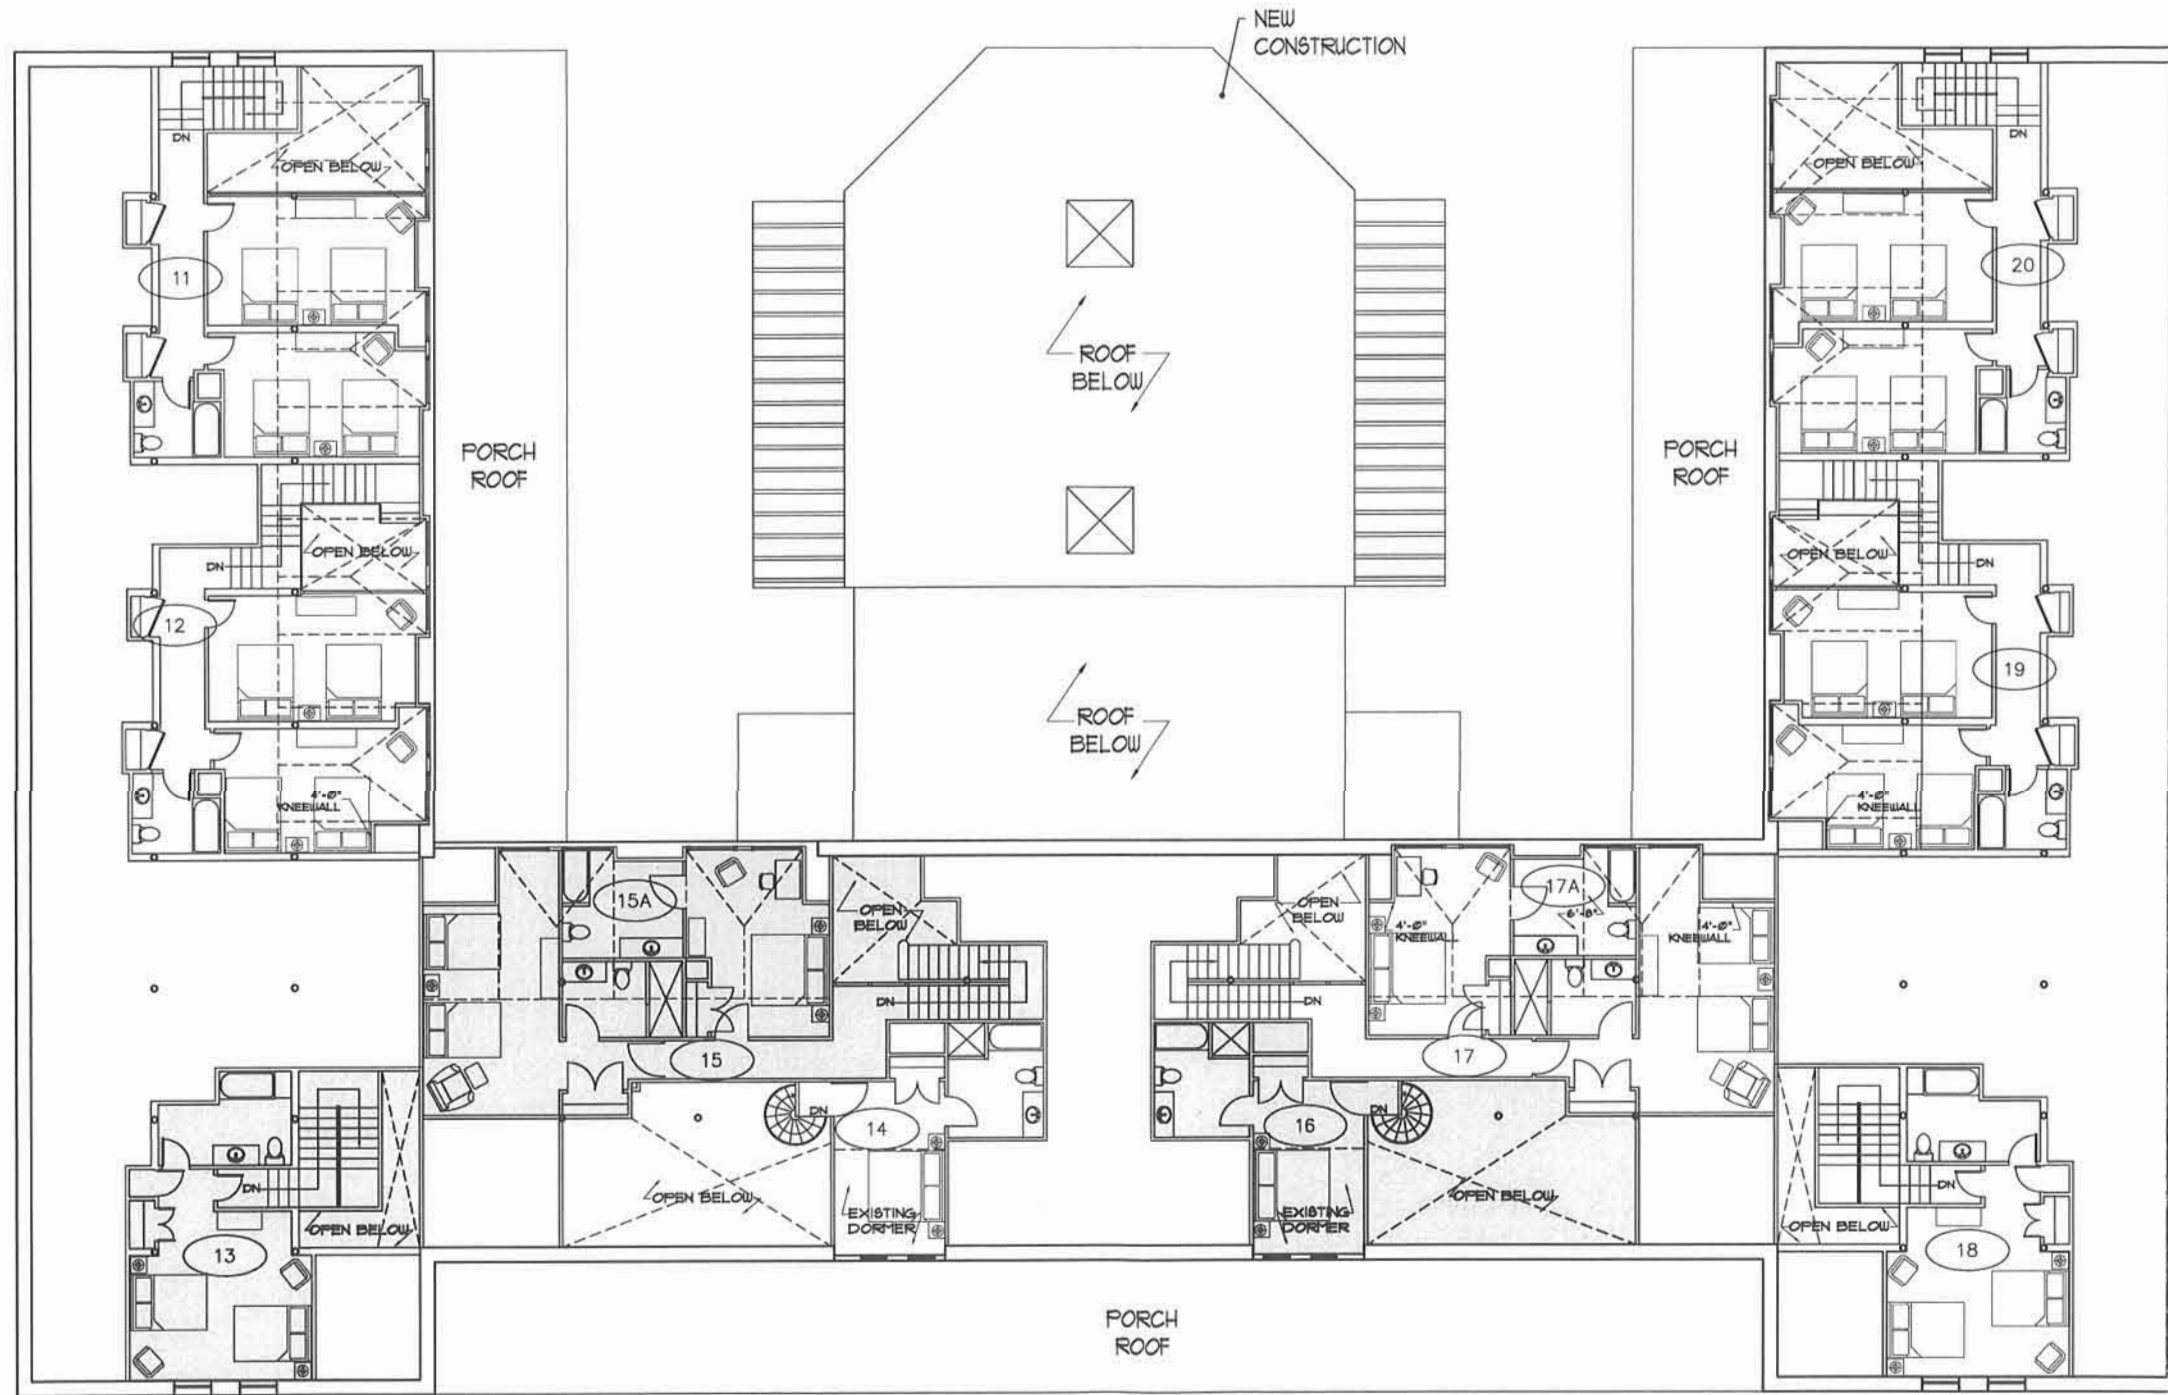 NEW
CONSTRUCTION
DN
DN
OPEN BELOW
OPEN BELOW
11
20
ROOF
BELOW
PORCH
ROOF
PORCH
ROOF
OPEN BELOW
DN
OPEN BELOW
DN
12
19
ROOF
BELOW
4'-0"
KNEEWALL
4'-0"
KNEEWALL
15A
OPEN
BELOW
OPEN
BELOW
17A
6'-8"
4'-0"
KNEEWALL
4'-0"
KNEEWALL
DN
DN
15
17
DN
14
16
DN
DN
OPEN BELOW
EXISTING
DORMER
EXISTING
DORMER
OPEN BELOW
DN
OPEN BELOW
OPEN BELOW
13
18
PORCH
ROOF